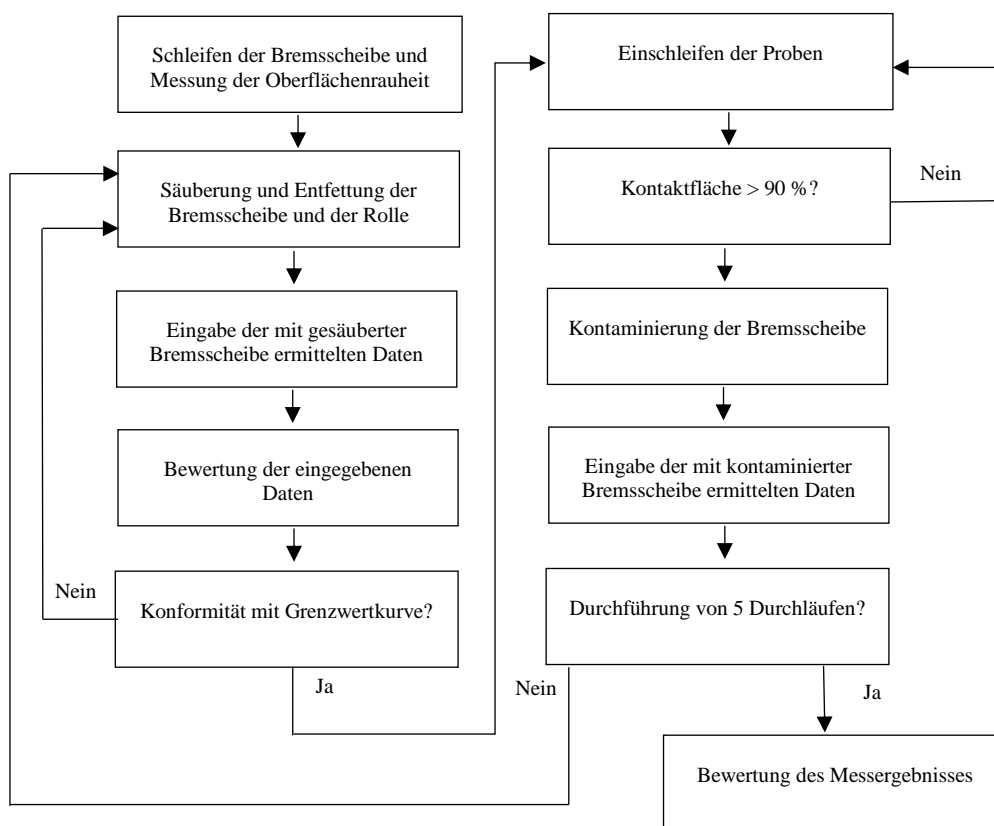 Schleifen der Bremsscheibe und
Messung der Oberflächenrauheit
Säuberung und Entfettung der
Bremsscheibe und der Rolle
Eingabe der mit gesäuberter
Bremsscheibe ermittelten Daten
Bewertung der eingegebenen
Daten
Nein
Konformität mit Grenzwertkurve?
Ja
Einschleifen der Proben
Kontaktfläche > 90 %?
Nein
Kontaminierung der Bremsscheibe
Eingabe der mit kontaminierter
Bremsscheibe ermittelten Daten
Durchführung von 5 Durchläufen?
Nein
Ja
Bewertung des Messergebnisses